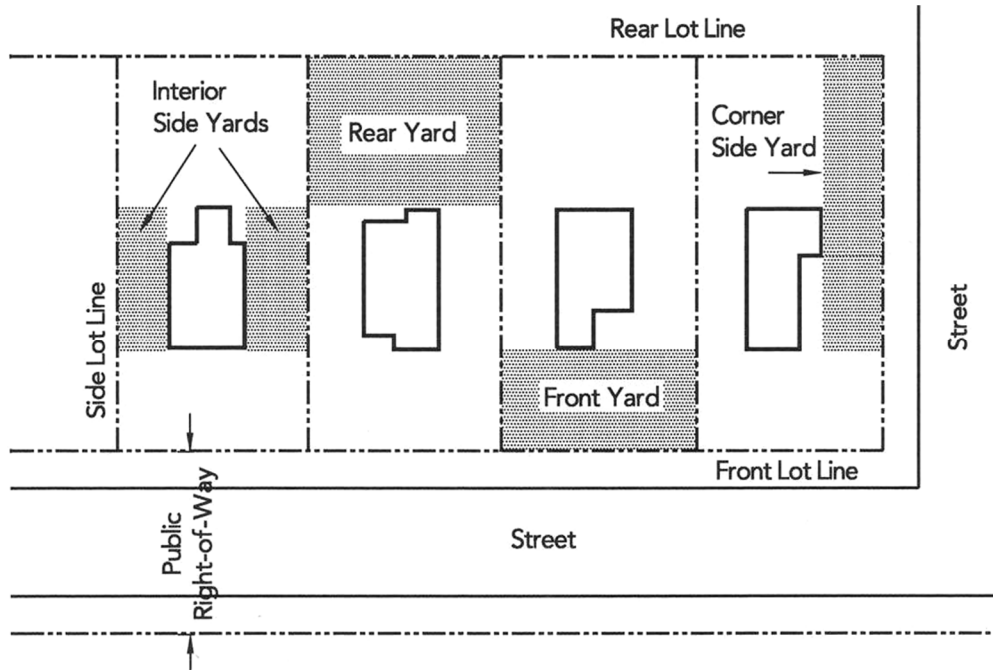 Rear Lot Line
Interior
Side Yards
Rear Yard
Corner
Side Yard
Side Lot Line
Street
Front Yard
Front Lot Line
Public
Right-of-Way
Street